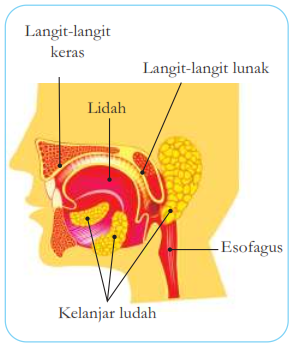 Langit-langit
keras
Langit-langit lunak
Lidah
Esofagus
Kelanjar ludah